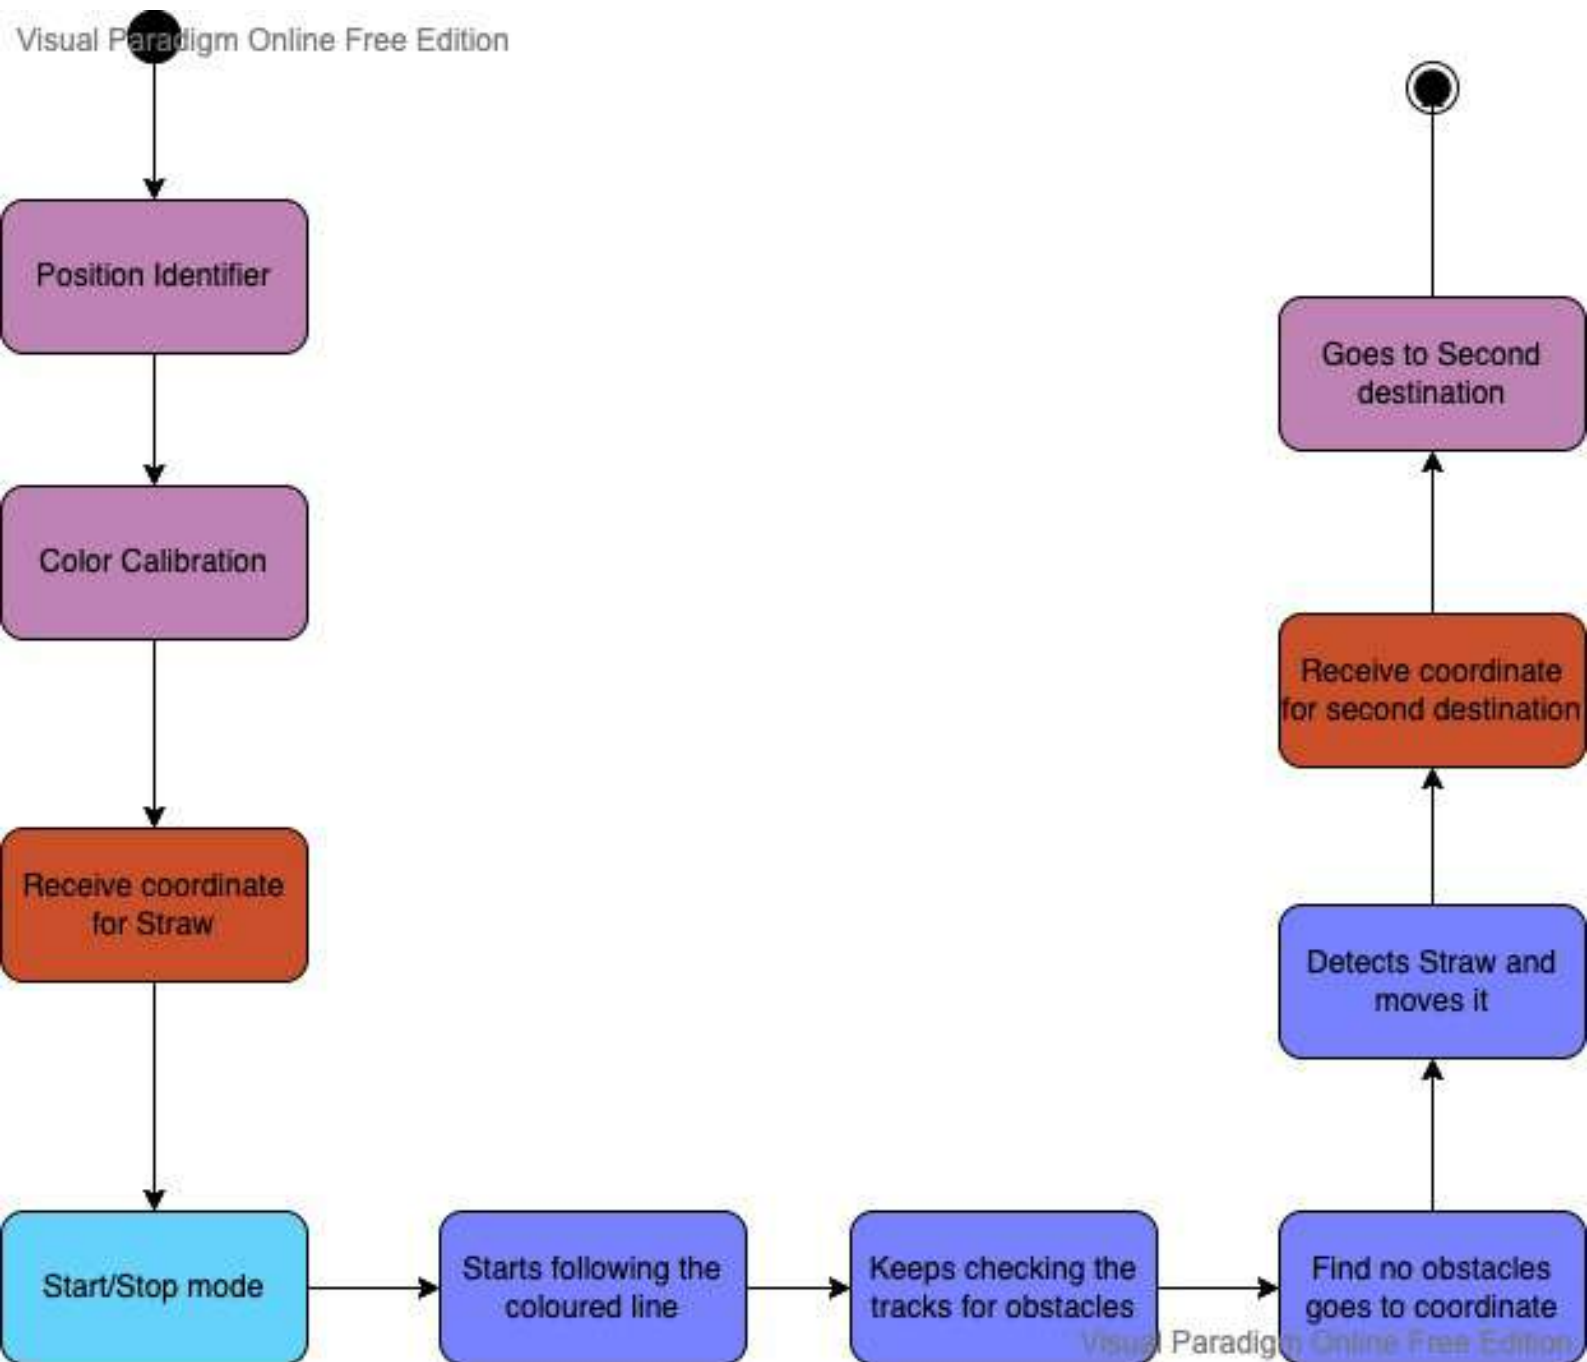 Visual Paradigm Online Free Edition
Position Identifier
Color Calibration
Receive coordinate
for Straw
Start/Stop mode
Starts following the
coloured line
Keeps checking the
tracks for obstacles
Find no obstacles
goes to coordinate
Detects Straw and
moves it
Receive coordinate
for second destination
Goes to Second
destination
Visual Paradigm Online Free Edition